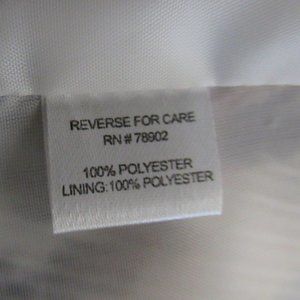 REVERSE FOR CARE
RN # 78902
100% POLYESTER
LINING:100% POLYESTER